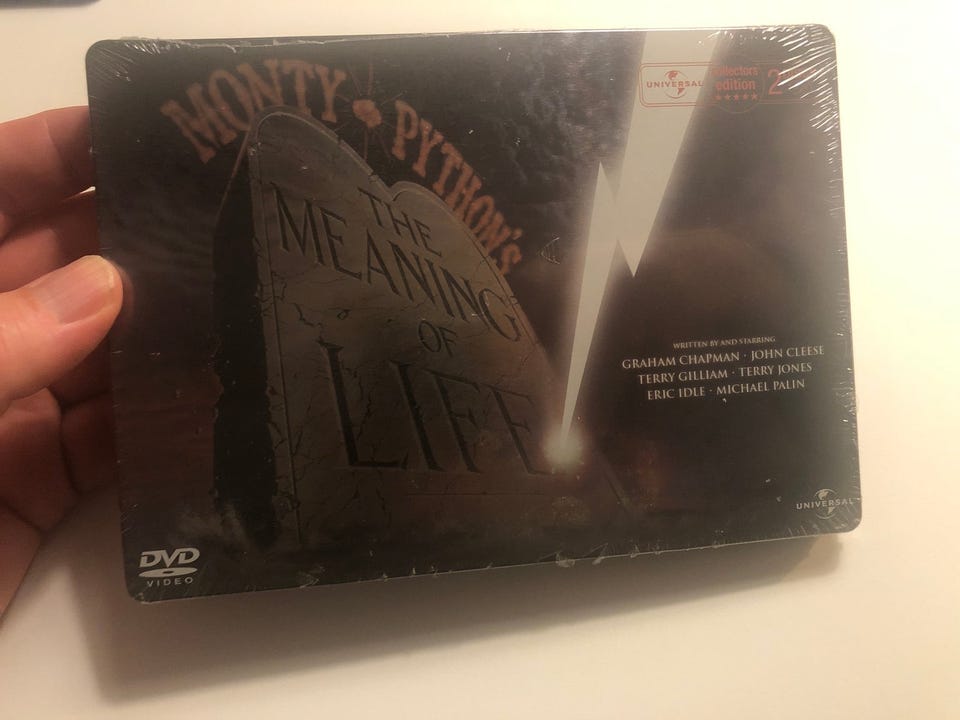 MONTY PYTHON'S
THE
MEANING
OF
LIFE
UNIVERSAL
Collectors
edition
2
WRITTEN BY AND STARRING
GRAHAM CHAPMAN · JOHN CLEESE
TERRY GILLIAM · TERRY JONES
ERIC IDLE · MICHAEL PALIN
UNIVERSAL
DVD
VIDEO